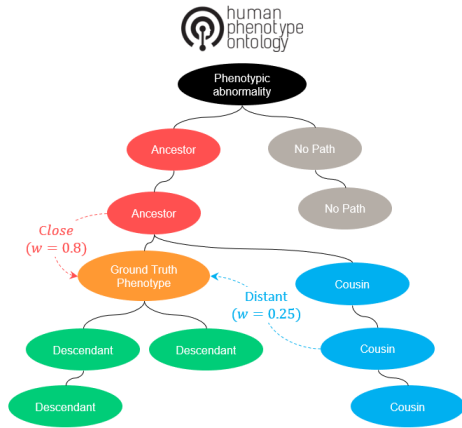 human
phenotype
ontology
Phenotypic
abnormality
Ancestor
No Path
No Path
Ancestor
Close
(w = 0.8)
Ground Truth
Phenotype
Distant
(w = 0.25)
Cousin
Descendant
Descendant
Cousin
Descendant
Cousin